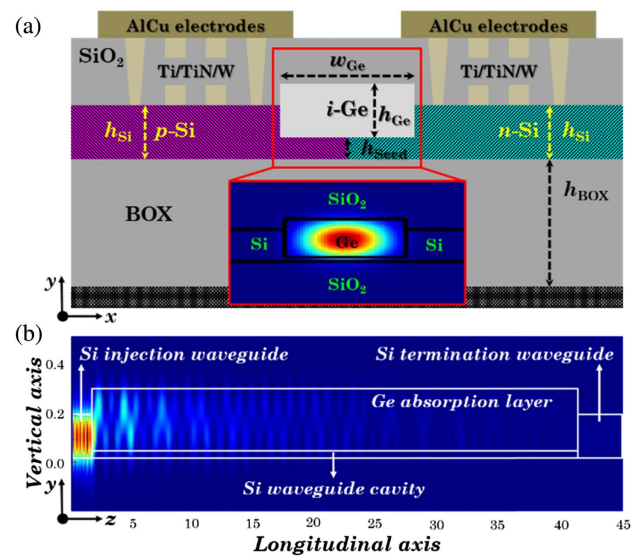 (a)
AlCu electrodes
AlCu electrodes
SiO2
Ti/TiN/W
wGe
Ti/TiN/W
i-Ge
hGe
hSi
p-Si
n-Si
hSi
hSeed
hBOX
BOX
SiO2
Si
Ge
Si
SiO2
y
x
(b)
Si injection waveguide
Si termination waveguide
Ge absorption layer
Si waveguide cavity
Vertical axis
0.4
0.2
0.0
y
z
5
10
15
20
25
30
35
40
45
Longitudinal axis